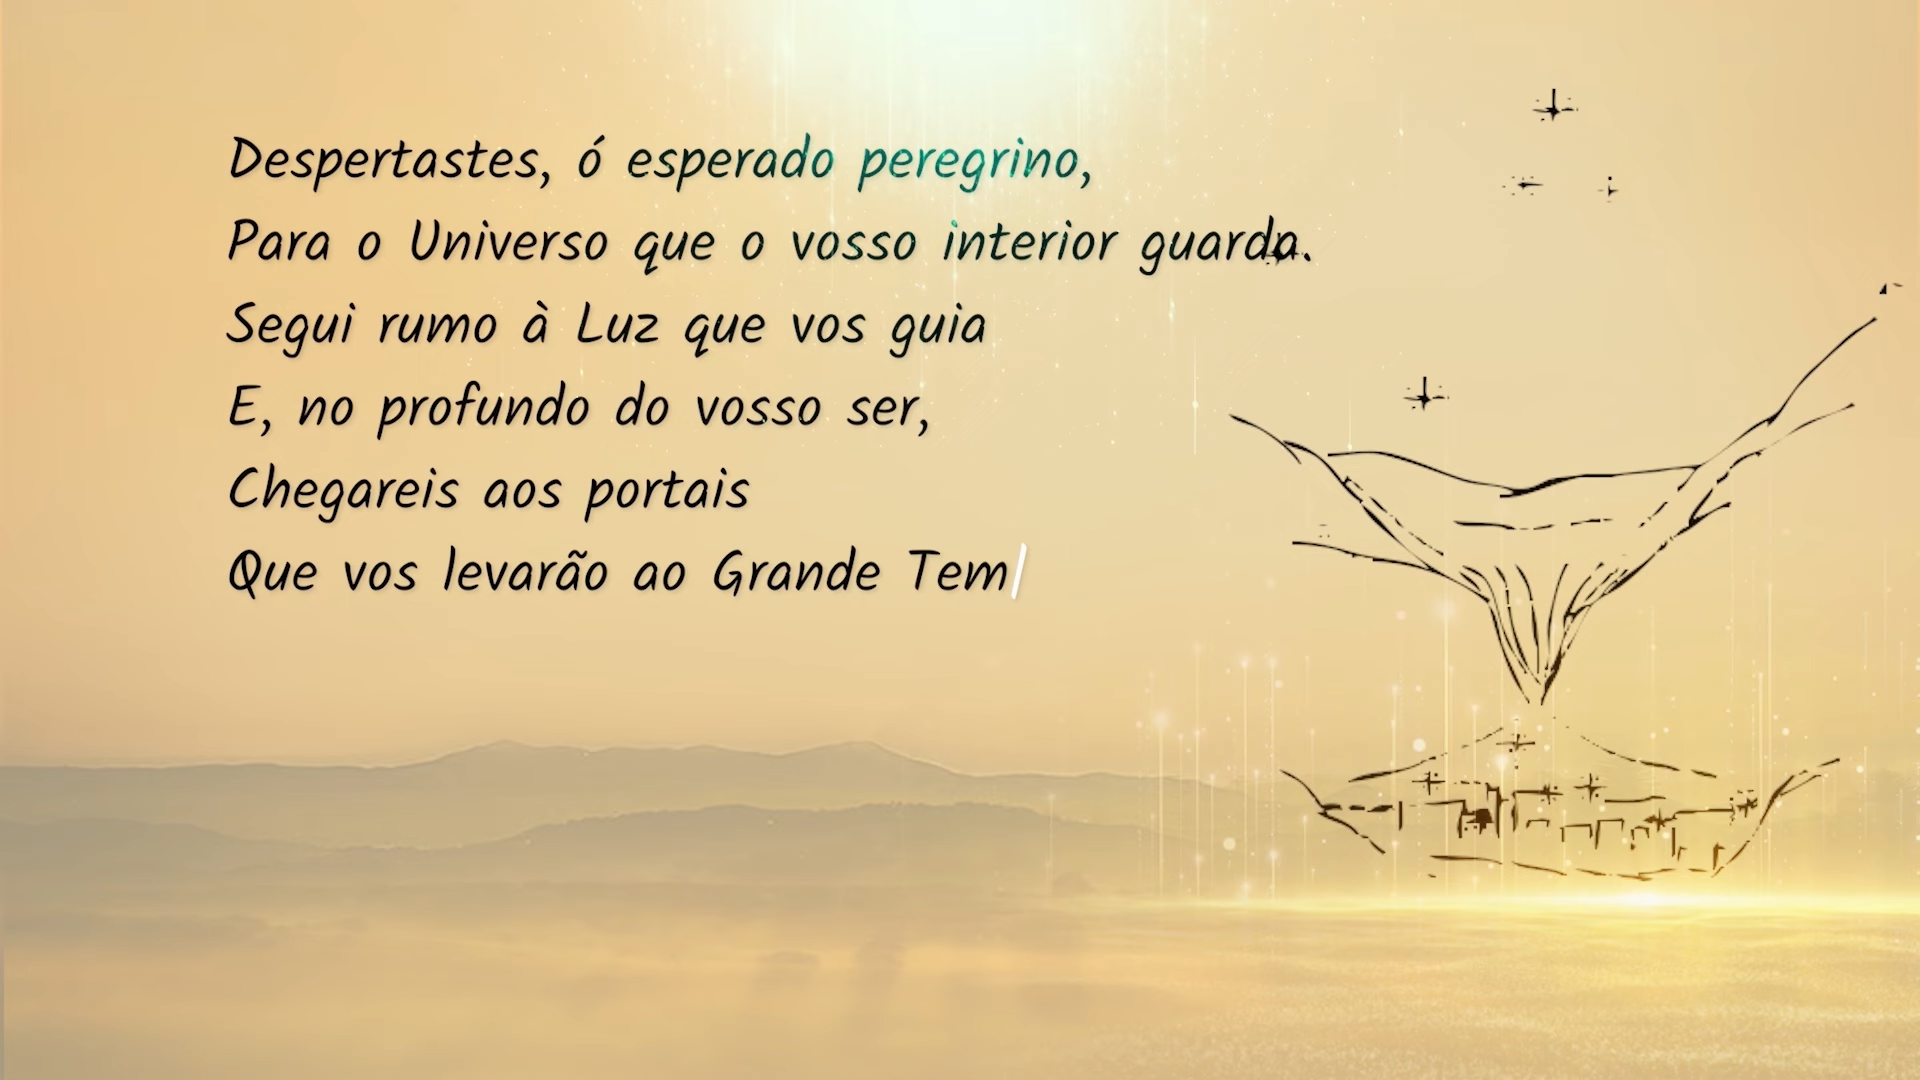 Despertastes, ó esperado peregrino,
Para o Universo que o vosso interior guarda.
Segui rumo à Luz que vos guia
E, no profundo do vosso ser,
Chegareis aos portais
Que vos levarão ao Grande Tem